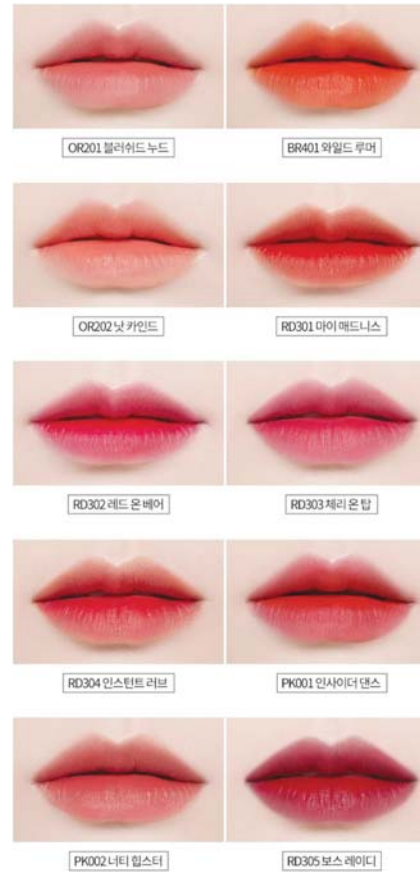 OR201 블러쉬드 누드
BR401 와일드 루머
OR202 낫 카인드
RD301 마이 매드니스
RD302 레드 온 베어
RD303 체리 온 탑
RD304 인스턴트 러브
PK001 인사이더 댄스
PK002 너티 힙스터
RD305 보스 레이디